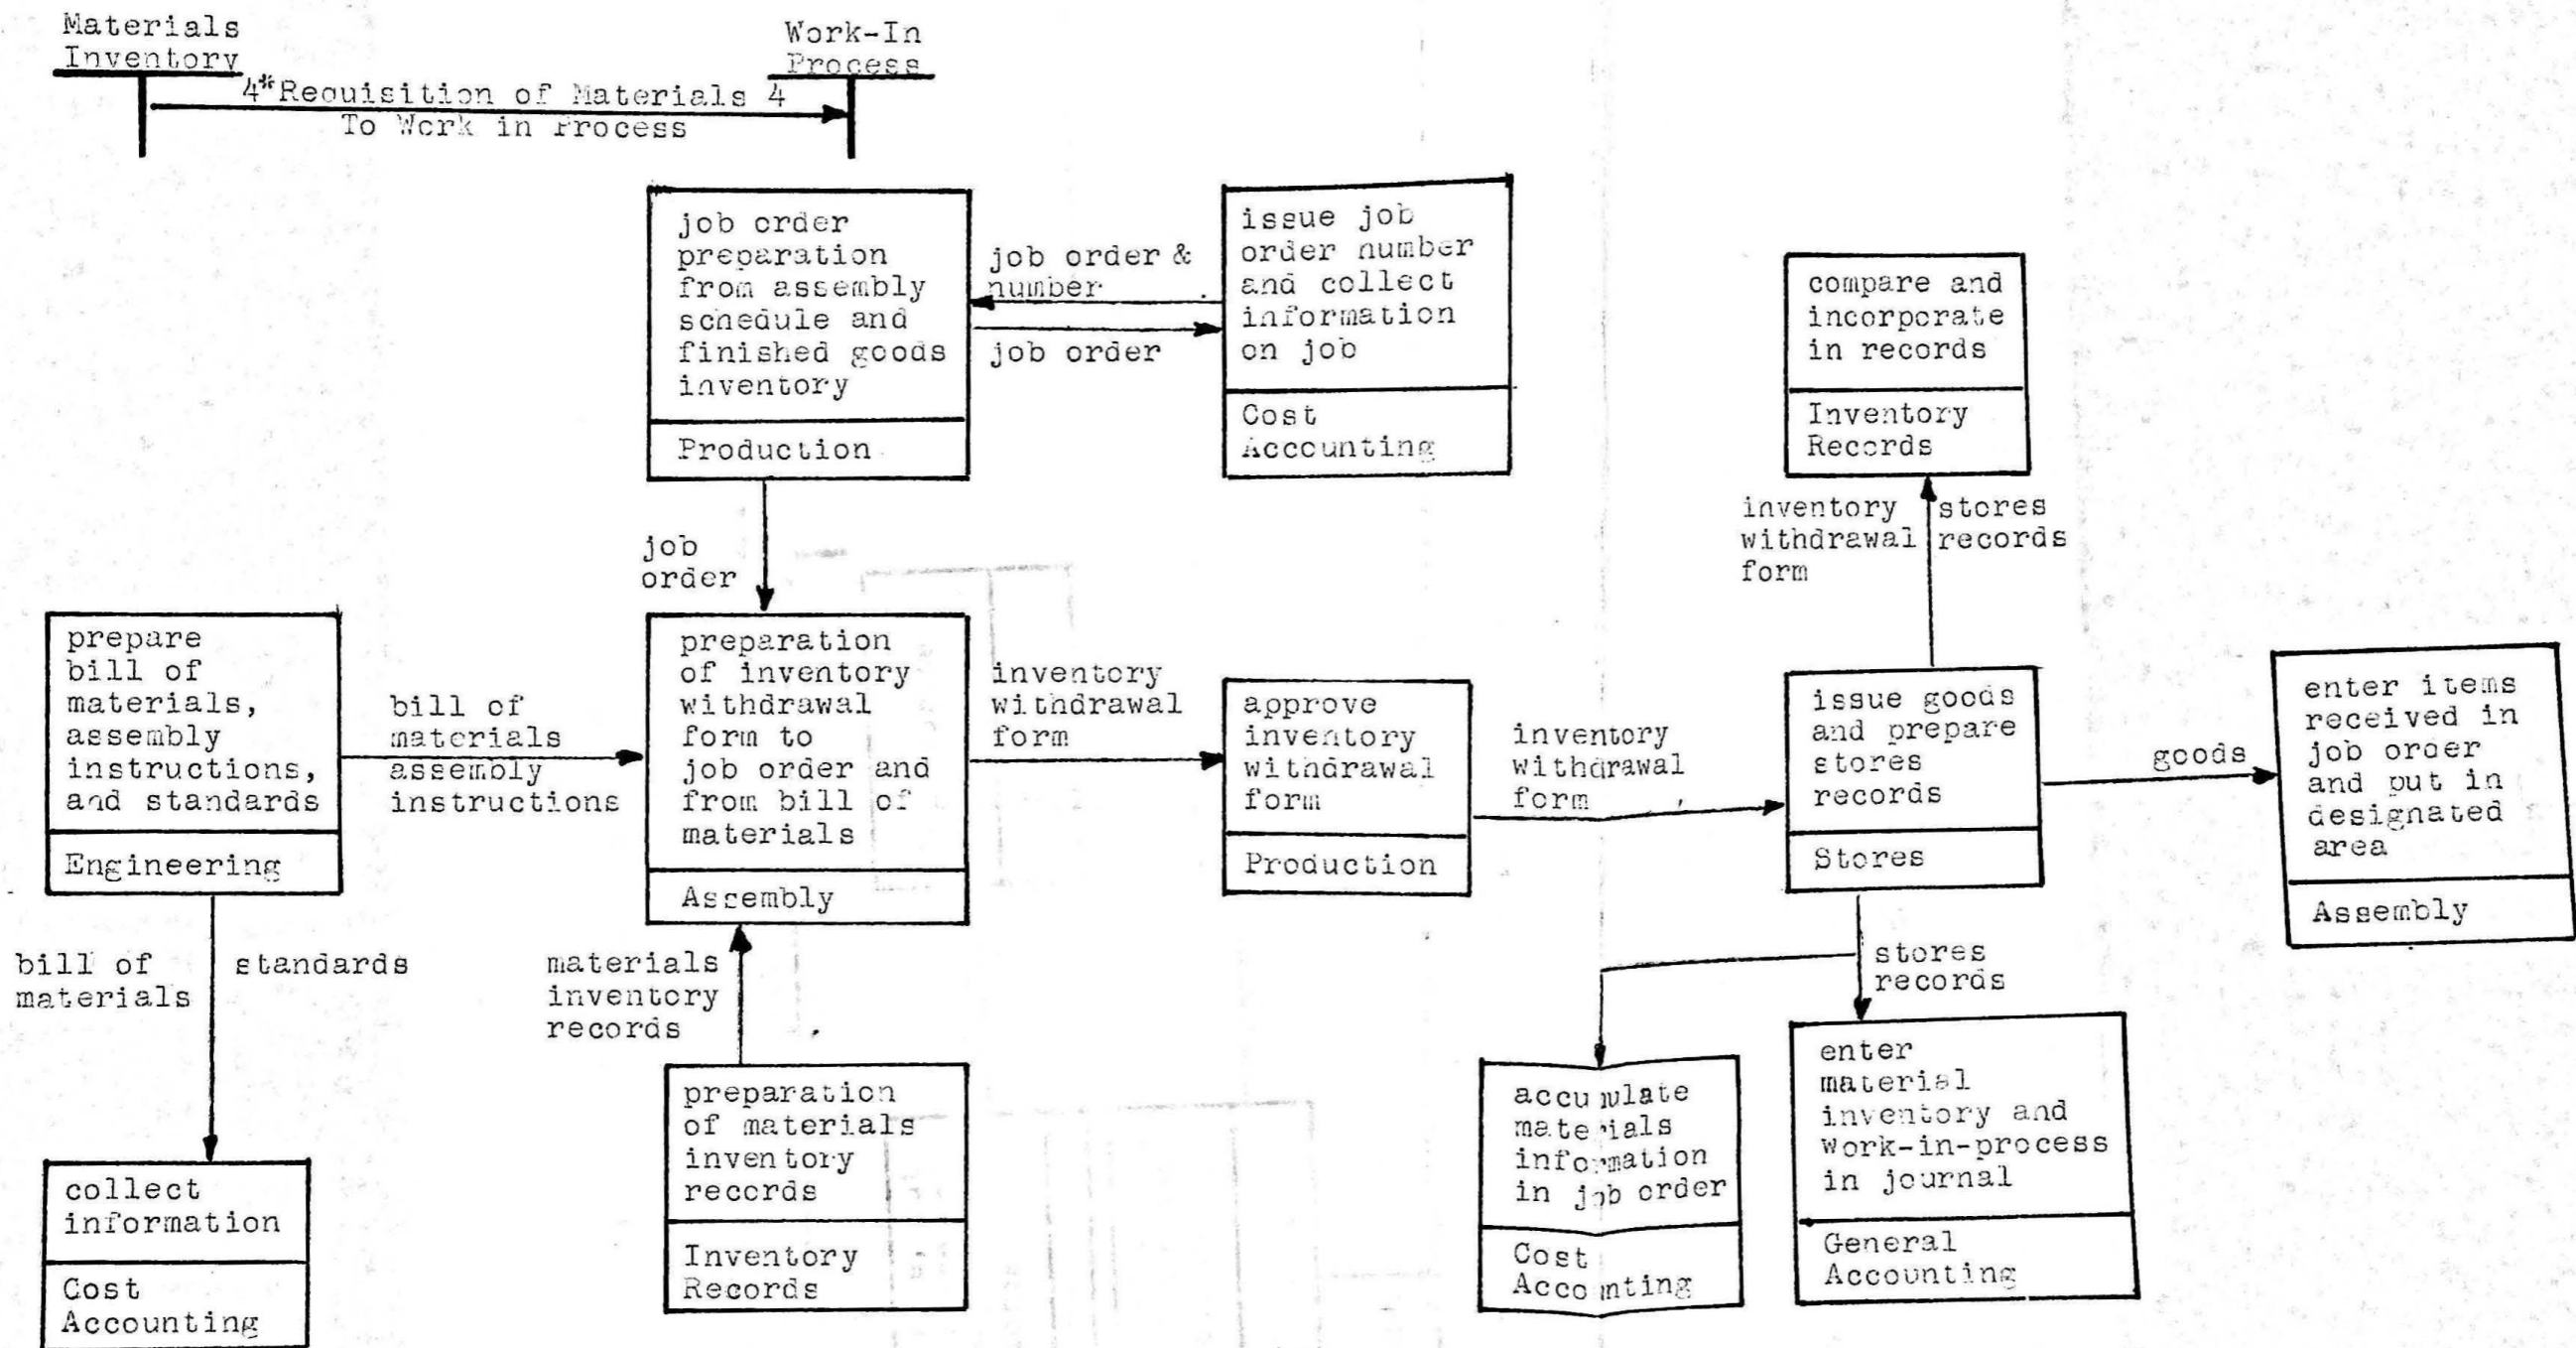 Materials
Inventory
Work-In
Process
4*Requisition of Materials 4
To Work in Process
job order
preparation
from assembly
schedule and
finished goods
inventory
Production
job order &
number
job order
issue job
order number
and collect
information
on job
Cost
Accounting
compare and
incorporate
in records
Inventory
Records
inventory
withdrawal
form
stores
records
job
order
prepare
bill of
materials,
assembly
instructions,
and standards
Engineering
bill of
materials
assembly
instructions
preparation
of inventory
withdrawal
form to
job order and
from bill of
materials
Assembly
inventory
withdrawal
form
approve
inventory
withdrawal
form
Production
inventory
withdrawal
form
issue goods
and prepare
stores
records
Stores
goods
enter items
received in
job order
and put in
designated
area
Assembly
bill of
materials
standards
materials
inventory
records
stores
records
collect
information
Cost
Accounting
preparation
of materials
inventory
records
Inventory
Records
accumulate
materials
information
in job order
Cost
Accounting
enter
material
inventory and
work-in-process
in journal
General
Accounting